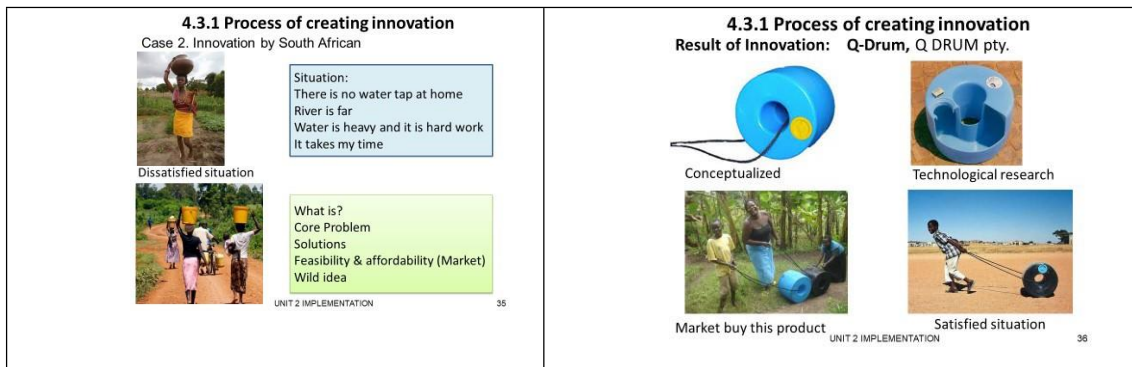 4.3.1 Process of creating innovation
Case 2. Innovation by South African
Situation:
There is no water tap at home
River is far
Water is heavy and it is hard work
It takes my time
Dissatisfied situation
What is?
Core Problem
Solutions
Feasibility & affordability (Market)
Wild idea
UNIT 2 IMPLEMENTATION
35
4.3.1 Process of creating innovation
Result of Innovation: Q-Drum, Q DRUM pty.
Conceptualized
Technological research
Market buy this product
Satisfied situation
UNIT 2 IMPLEMENTATION
36